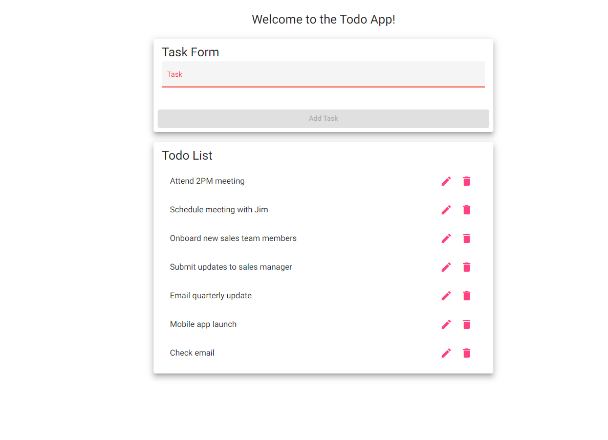 Welcome to the Todo App!
Task Form
Task
Add Task
Todo List
Attend 2PM meeting
Schedule meeting with Jim
Onboard new sales team members
Submit updates to sales manager
Email quarterly update
Mobile app launch
Check email